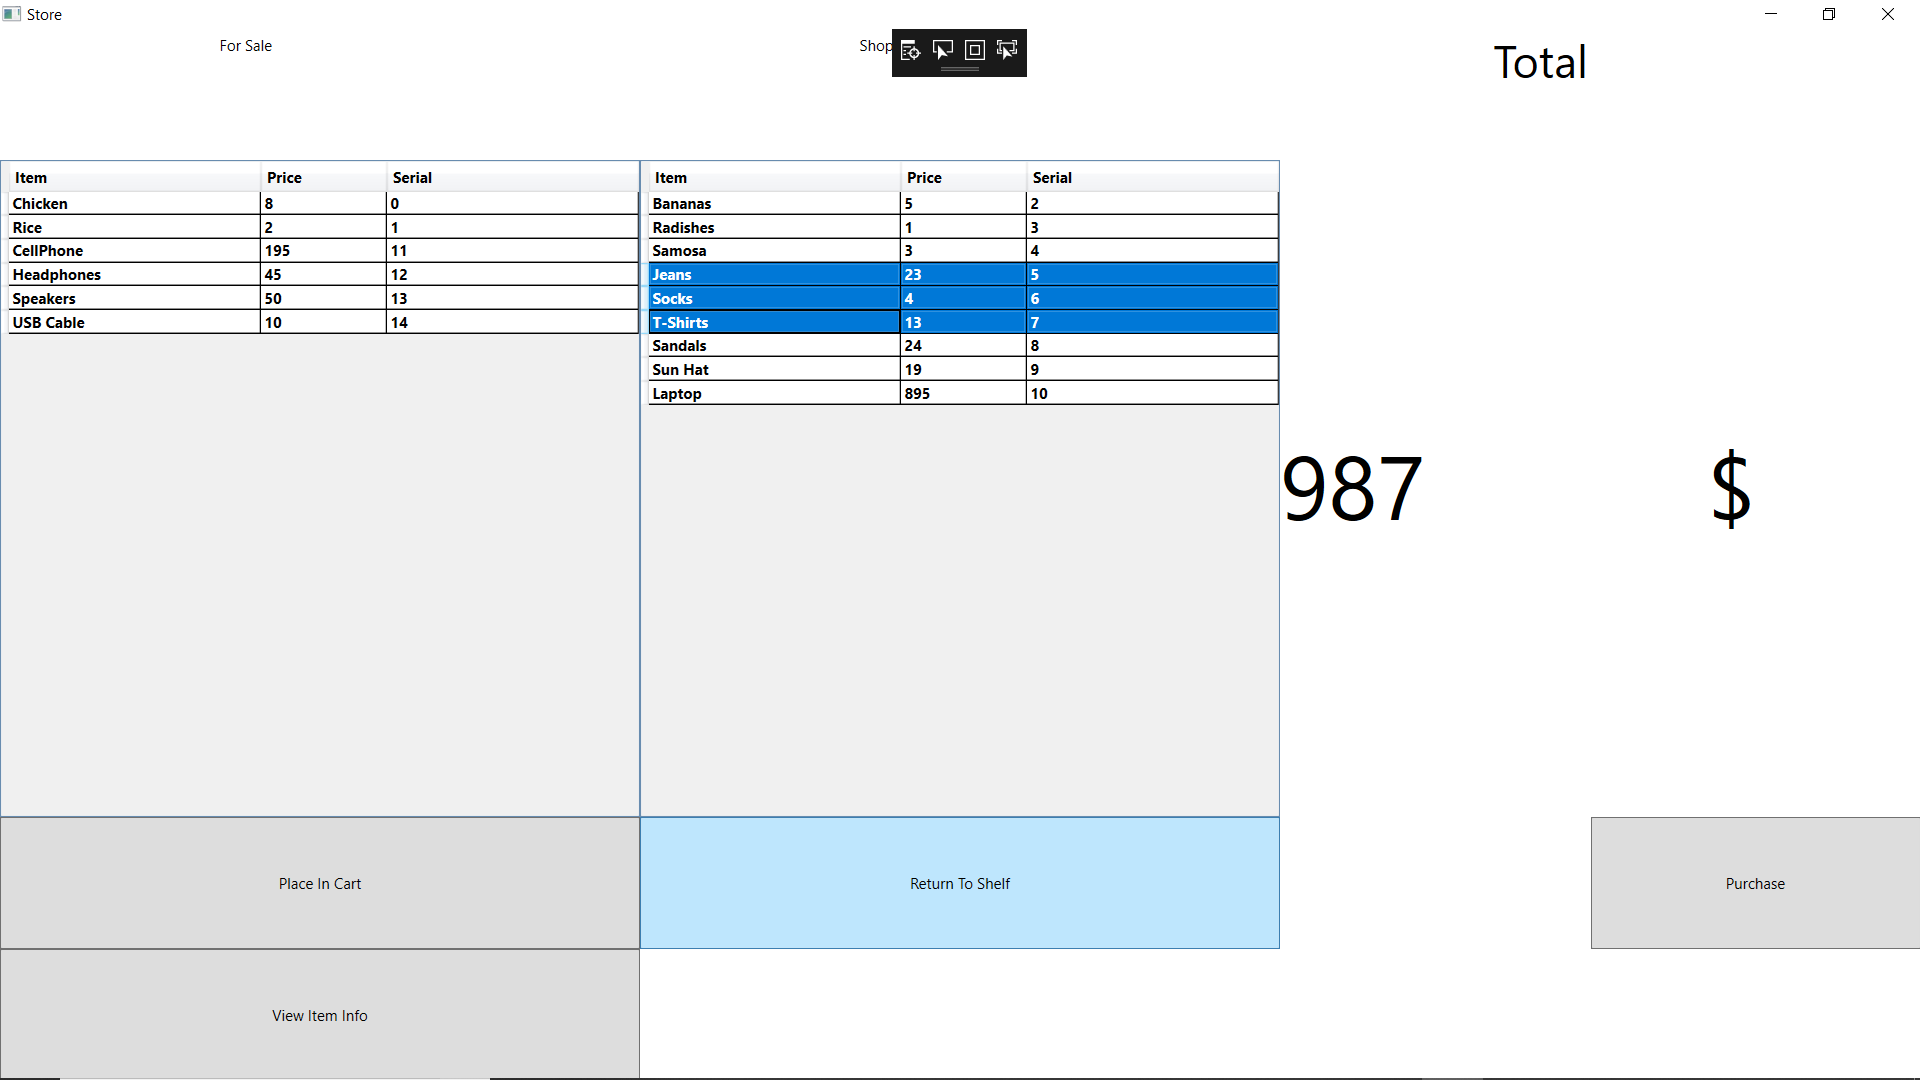 Store
For Sale
Shop
Total
Item Price Serial
Chicken 8 0
Rice 2 1
CellPhone 195 11
Headphones 45 12
Speakers 50 13
USB Cable 10 14
Item Price Serial
Bananas 5 2
Radishes 1 3
Samosa 3 4
Jeans 23 5
Socks 4 6
T-Shirts 13 7
Sandals 24 8
Sun Hat 19 9
Laptop 895 10
987 $
Place In Cart
Return To Shelf
Purchase
View Item Info